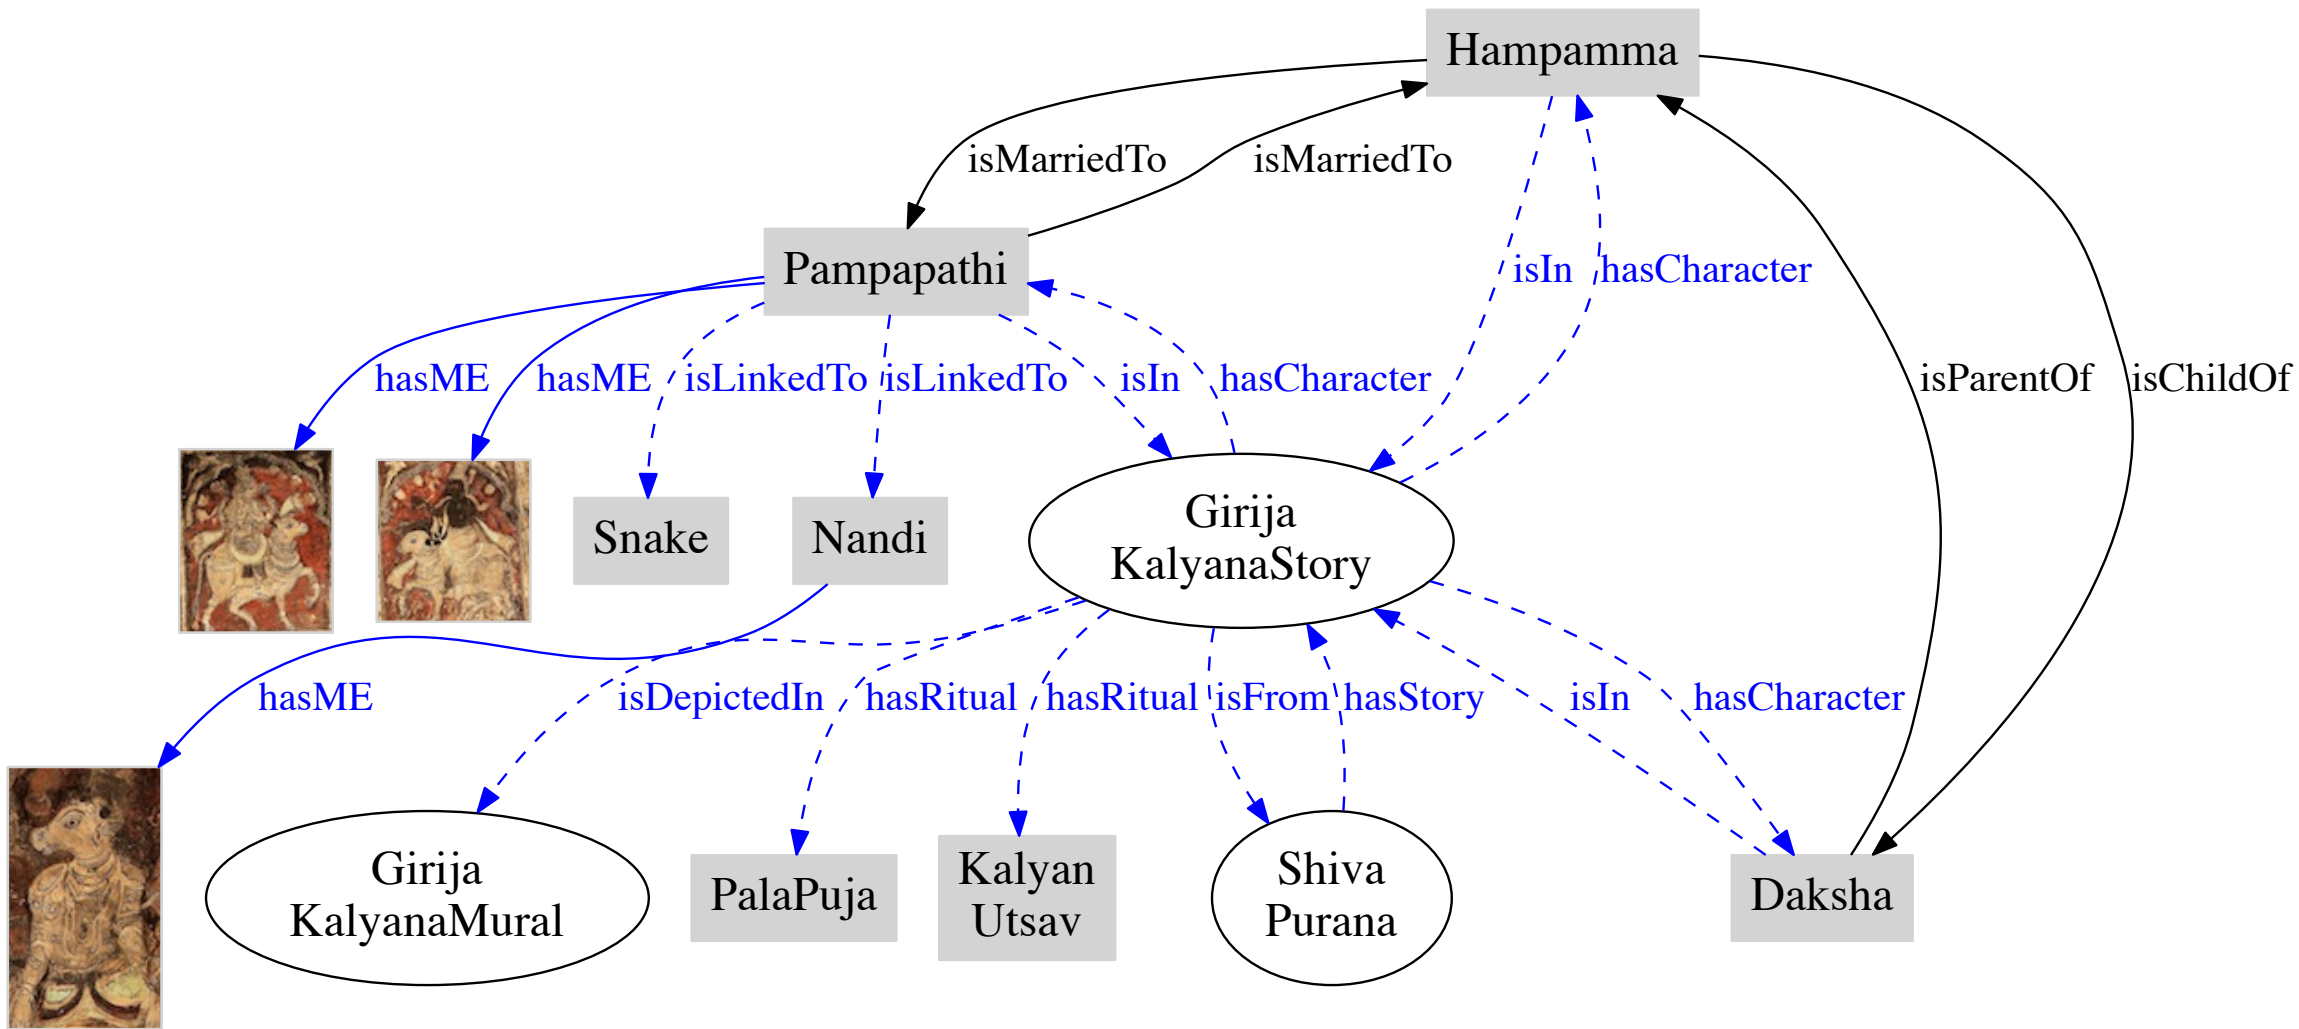 Hampamma
isMarriedTo
isMarriedTo
Pampapathi
isIn
hasCharacter
hasME
hasME
isLinkedTo
isLinkedTo
isIn
hasCharacter
isParentOf
isChildOf
Snake
Nandi
Girija
KalyanaStory
hasME
isDepictedIn
hasRitual
hasRitual
isFrom
hasStory
isIn
hasCharacter
Girija
KalyanaMural
PalaPuja
Kalyan
Utsav
Shiva
Purana
Daksha